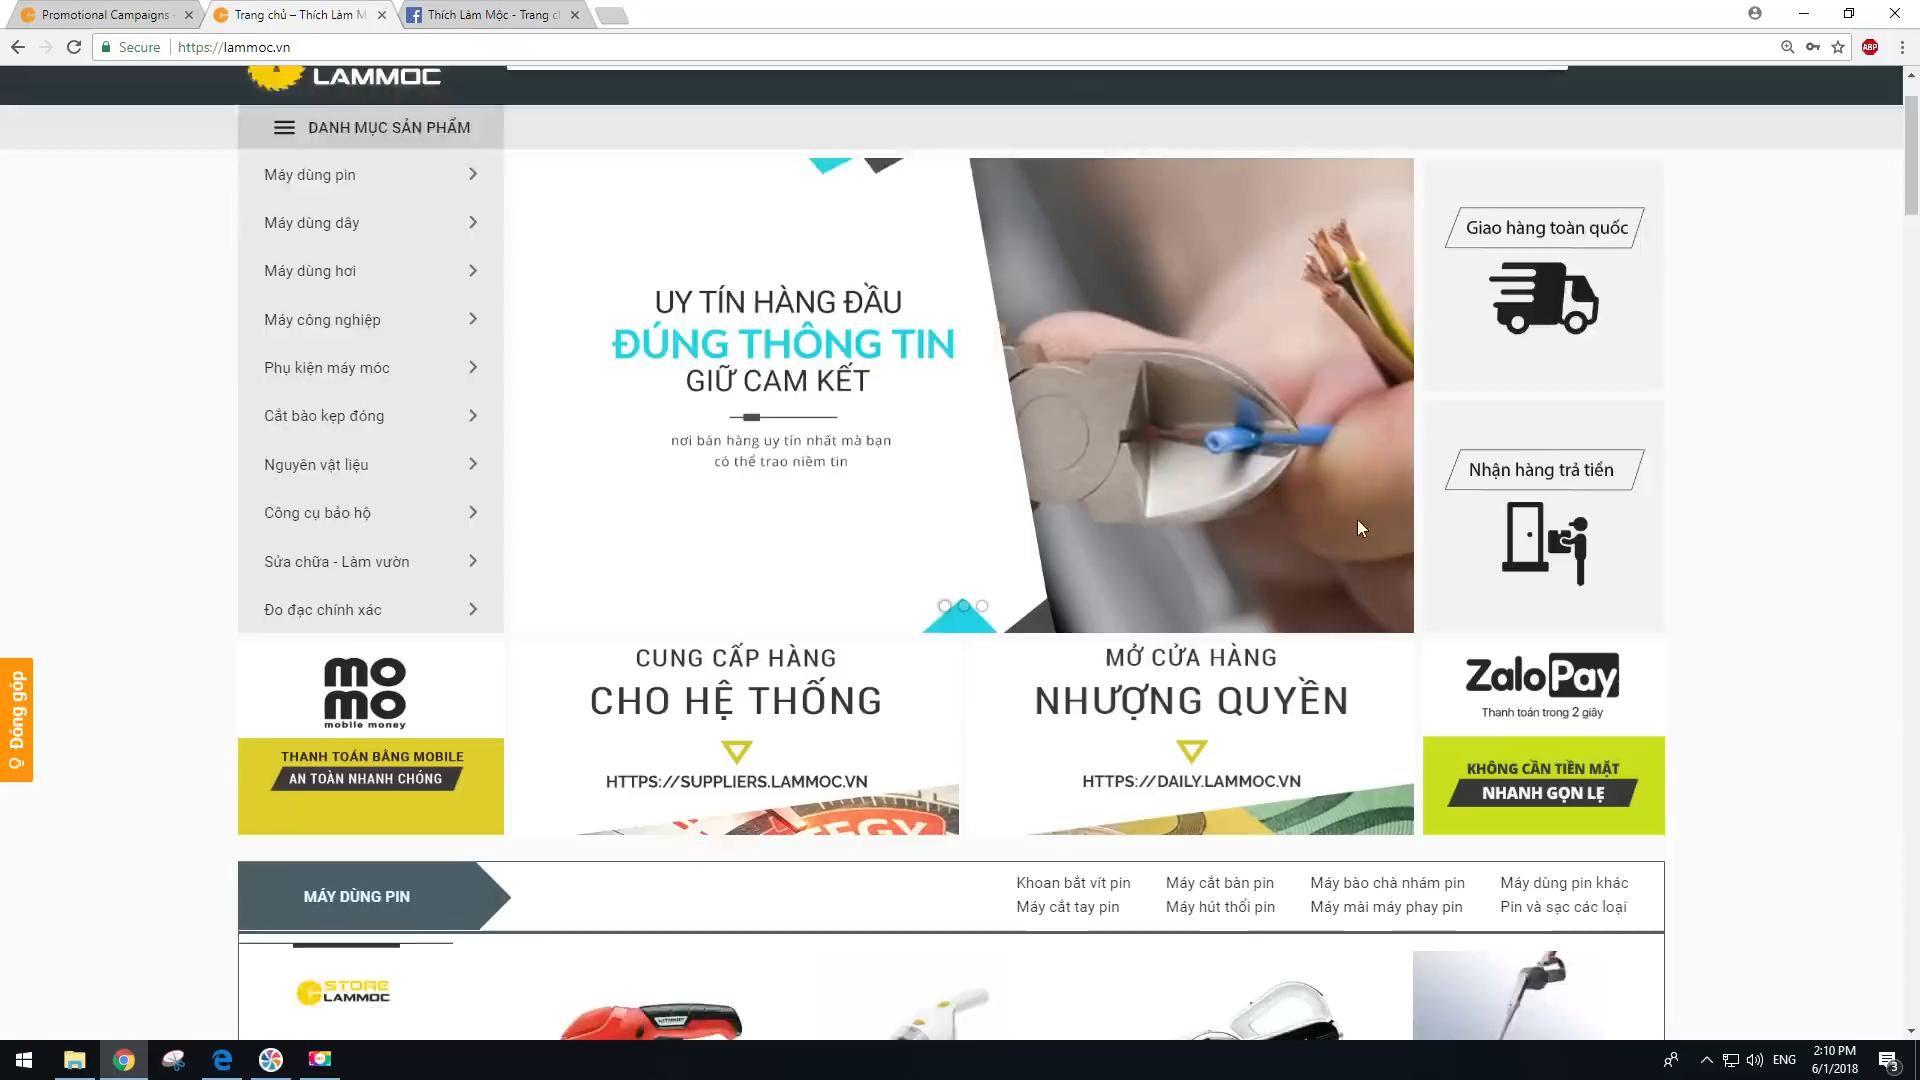 Promotional Campaigns -
Trang chủ – Thích Làm M
Thích Làm Mộc - Trang c
Secure
https://lammoc.vn
ABP
LAMMOC
DANH MỤC SẢN PHẨM
Máy dùng pin
Máy dùng dây
Máy dùng hơi
Máy công nghiệp
Phụ kiện máy móc
Cắt bào kẹp đóng
Nguyên vật liệu
Công cụ bảo hộ
Sửa chữa - Làm vườn
Đo đạc chính xác
UY TÍN HÀNG ĐẦU
ĐÚNG THÔNG TIN
GIỮ CAM KẾT
nơi bán hàng uy tín nhất mà bạn
có thể trao niềm tin
Giao hàng toàn quốc
Nhận hàng trả tiền
Đóng góp
mo
mo
mobile money
THANH TOÁN BẰNG MOBILE
AN TOÀN NHANH CHÓNG
CUNG CẤP HÀNG
CHO HỆ THỐNG
HTTPS://SUPPLIERS.LAMMOC.VN
MỞ CỬA HÀNG
NHƯỢNG QUYỀN
HTTPS://DAILY.LAMMOC.VN
ZaloPay
Thanh toán trong 2 giây
KHÔNG CẦN TIỀN MẶT
NHANH GỌN LẸ
MÁY DÙNG PIN
Khoan bắt vít pin
Máy cắt bàn pin
Máy bào chà nhám pin
Máy dùng pin khác
Máy cắt tay pin
Máy hút thổi pin
Máy mài máy phay pin
Pin và sạc các loại
STORE
LAMMOC
ENG
2:10 PM
6/1/2018
3